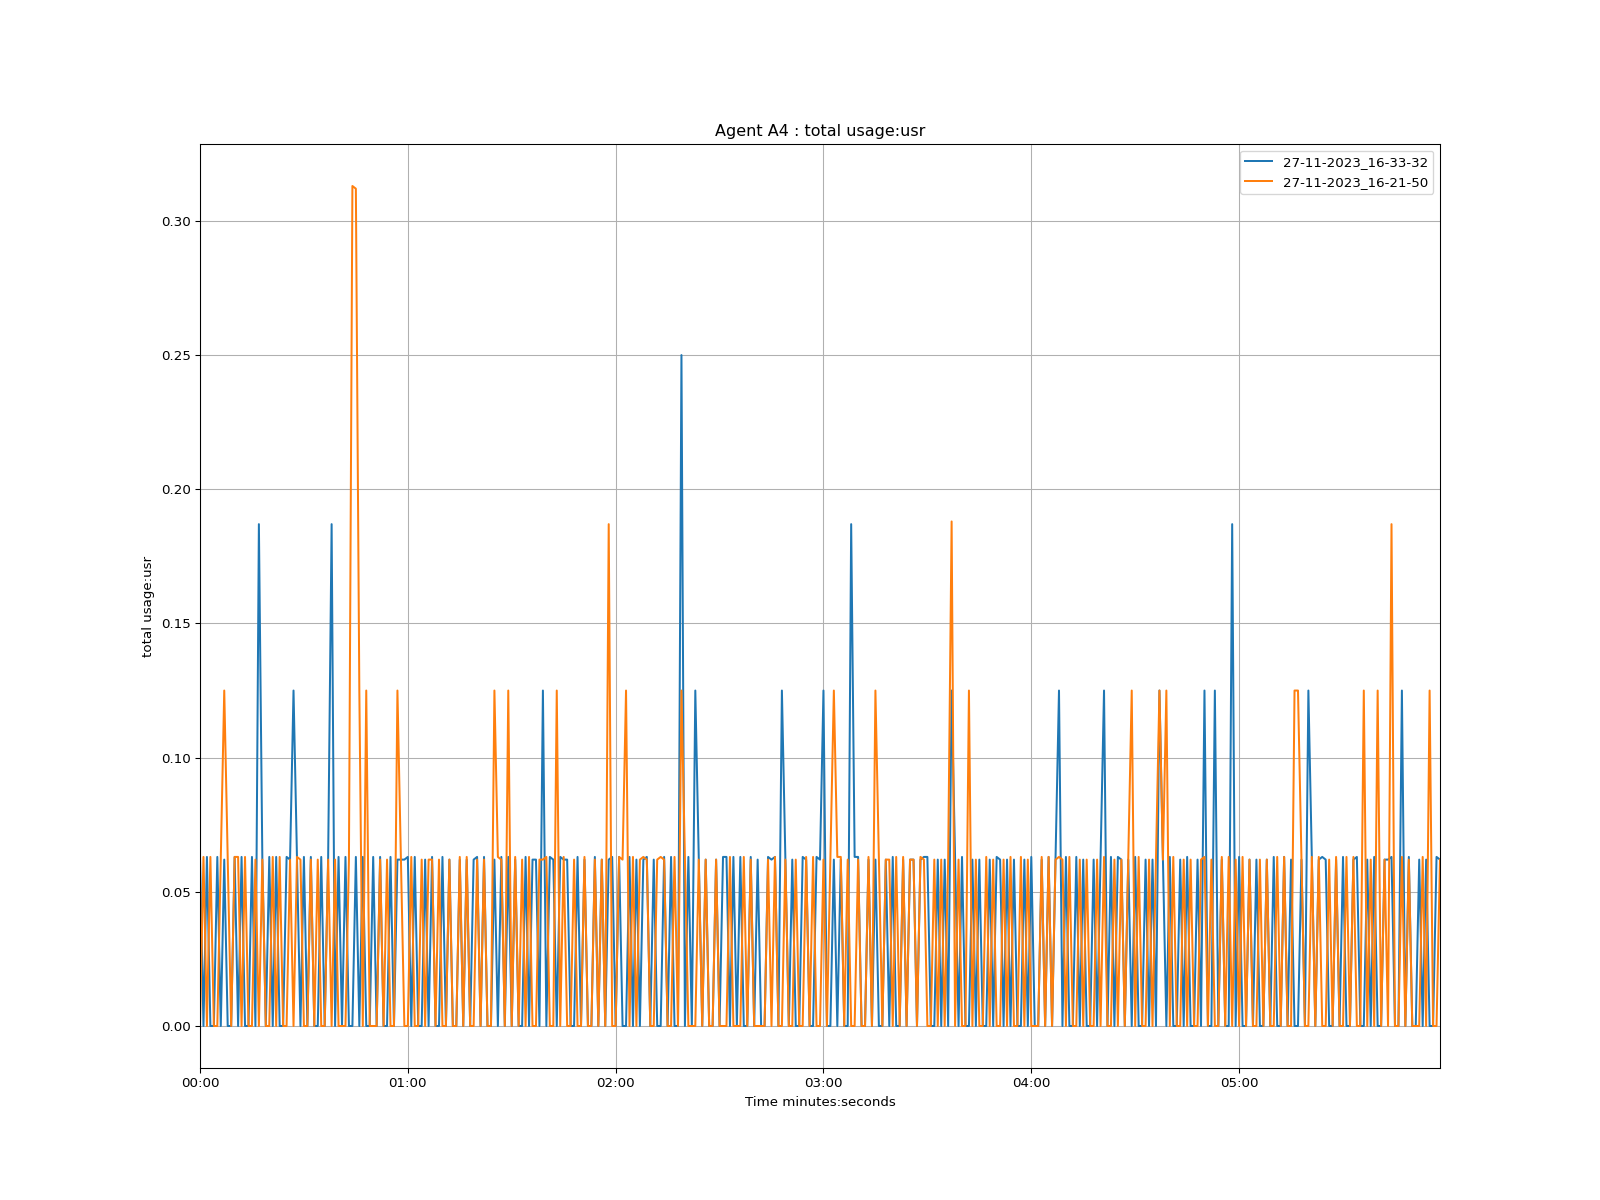 Agent A4 : total usage:usr
27-11-2023_16-33-32
27-11-2023_16-21-50
0.30
0.25
0.20
0.15
0.10
0.05
0.00
total usage:usr
00:00 01:00 02:00 03:00 04:00 05:00
Time minutes:seconds